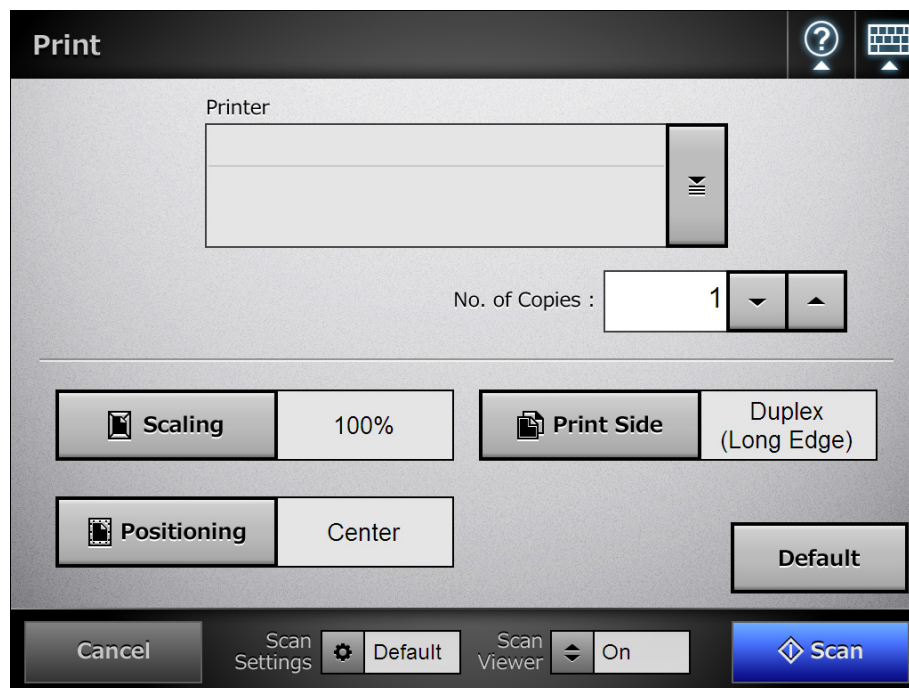 Print
Printer
No. of Copies : 1
Scaling 100% Print Side Duplex
(Long Edge)
Positioning Center
Default
Cancel Scan
Settings Default Scan
Viewer On Scan